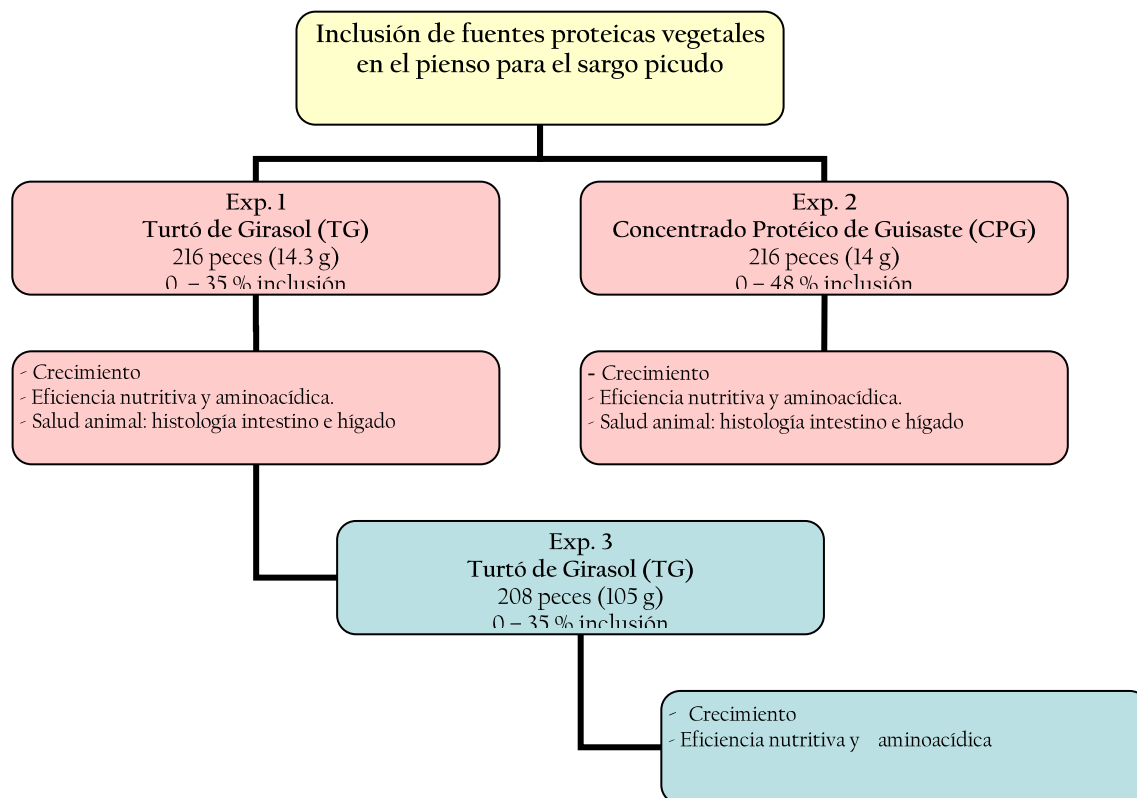 Inclusión de fuentes proteicas vegetales
en el pienso para el sargo picudo
Exp. 1
Turtó de Girasol (TG)
216 peces (14.3 g)
0 – 35 % inclusión
Exp. 2
Concentrado Protéico de Guisaste (CPG)
216 peces (14 g)
0 – 48 % inclusión
- Crecimiento
- Eficiencia nutritiva y aminoacídica.
- Salud animal: histología intestino e hígado
- Crecimiento
- Eficiencia nutritiva y aminoacídica.
- Salud animal: histología intestino e hígado
Exp. 3
Turtó de Girasol (TG)
208 peces (105 g)
0 – 35 % inclusión
- Crecimiento
- Eficiencia nutritiva y aminoacídica